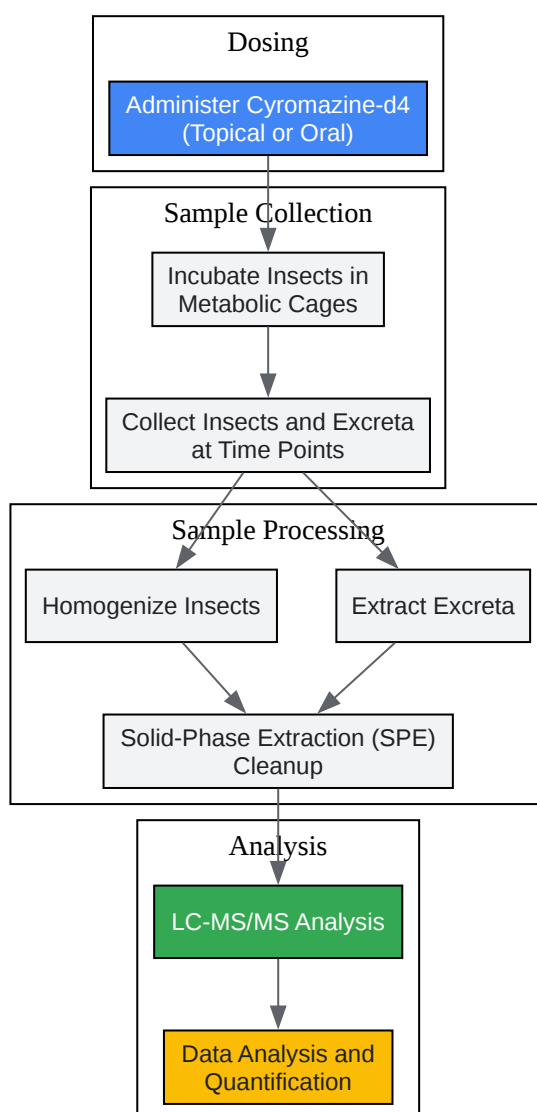 Dosing
Administer Cyromazine-d4
(Topical or Oral)
Sample Collection
Incubate Insects in
Metabolic Cages
Collect Insects and Excreta
at Time Points
Sample Processing
Homogenize Insects
Extract Excreta
Solid-Phase Extraction (SPE)
Cleanup
Analysis
LC-MS/MS Analysis
Data Analysis and
Quantification